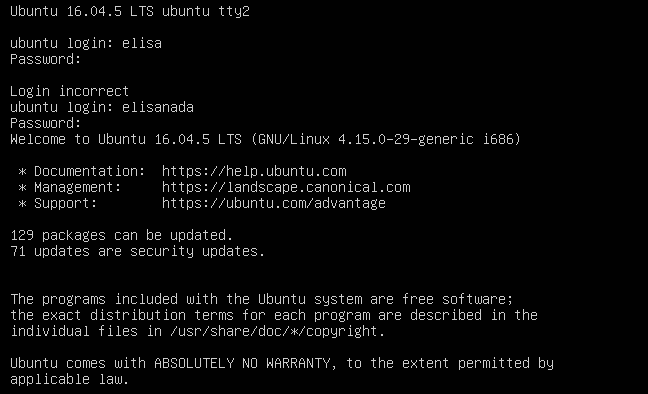 Ubuntu 16.04.5 LTS ubuntu tty2
ubuntu login: elisa
Password:
Login incorrect
ubuntu login: elisanada
Password:
Welcome to Ubuntu 16.04.5 LTS (GNU/Linux 4.15.0-29-generic i686)
* Documentation:  https://help.ubuntu.com
* Management:     https://landscape.canonical.com
* Support:        https://ubuntu.com/advantage
129 packages can be updated.
71 updates are security updates.
The programs included with the Ubuntu system are free software;
the exact distribution terms for each program are described in the
individual files in /usr/share/doc/*/copyright.
Ubuntu comes with ABSOLUTELY NO WARRANTY, to the extent permitted by
applicable law.